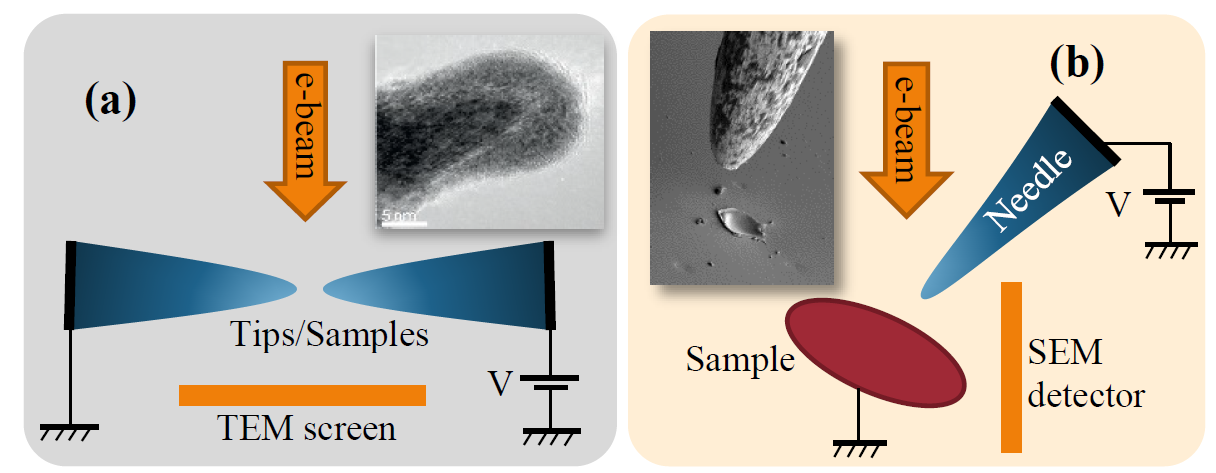 (a)
e-beam
5 nm
Tips/Samples
V
TEM screen
(b)
e-beam
Needle
V
Sample
SEM
detector